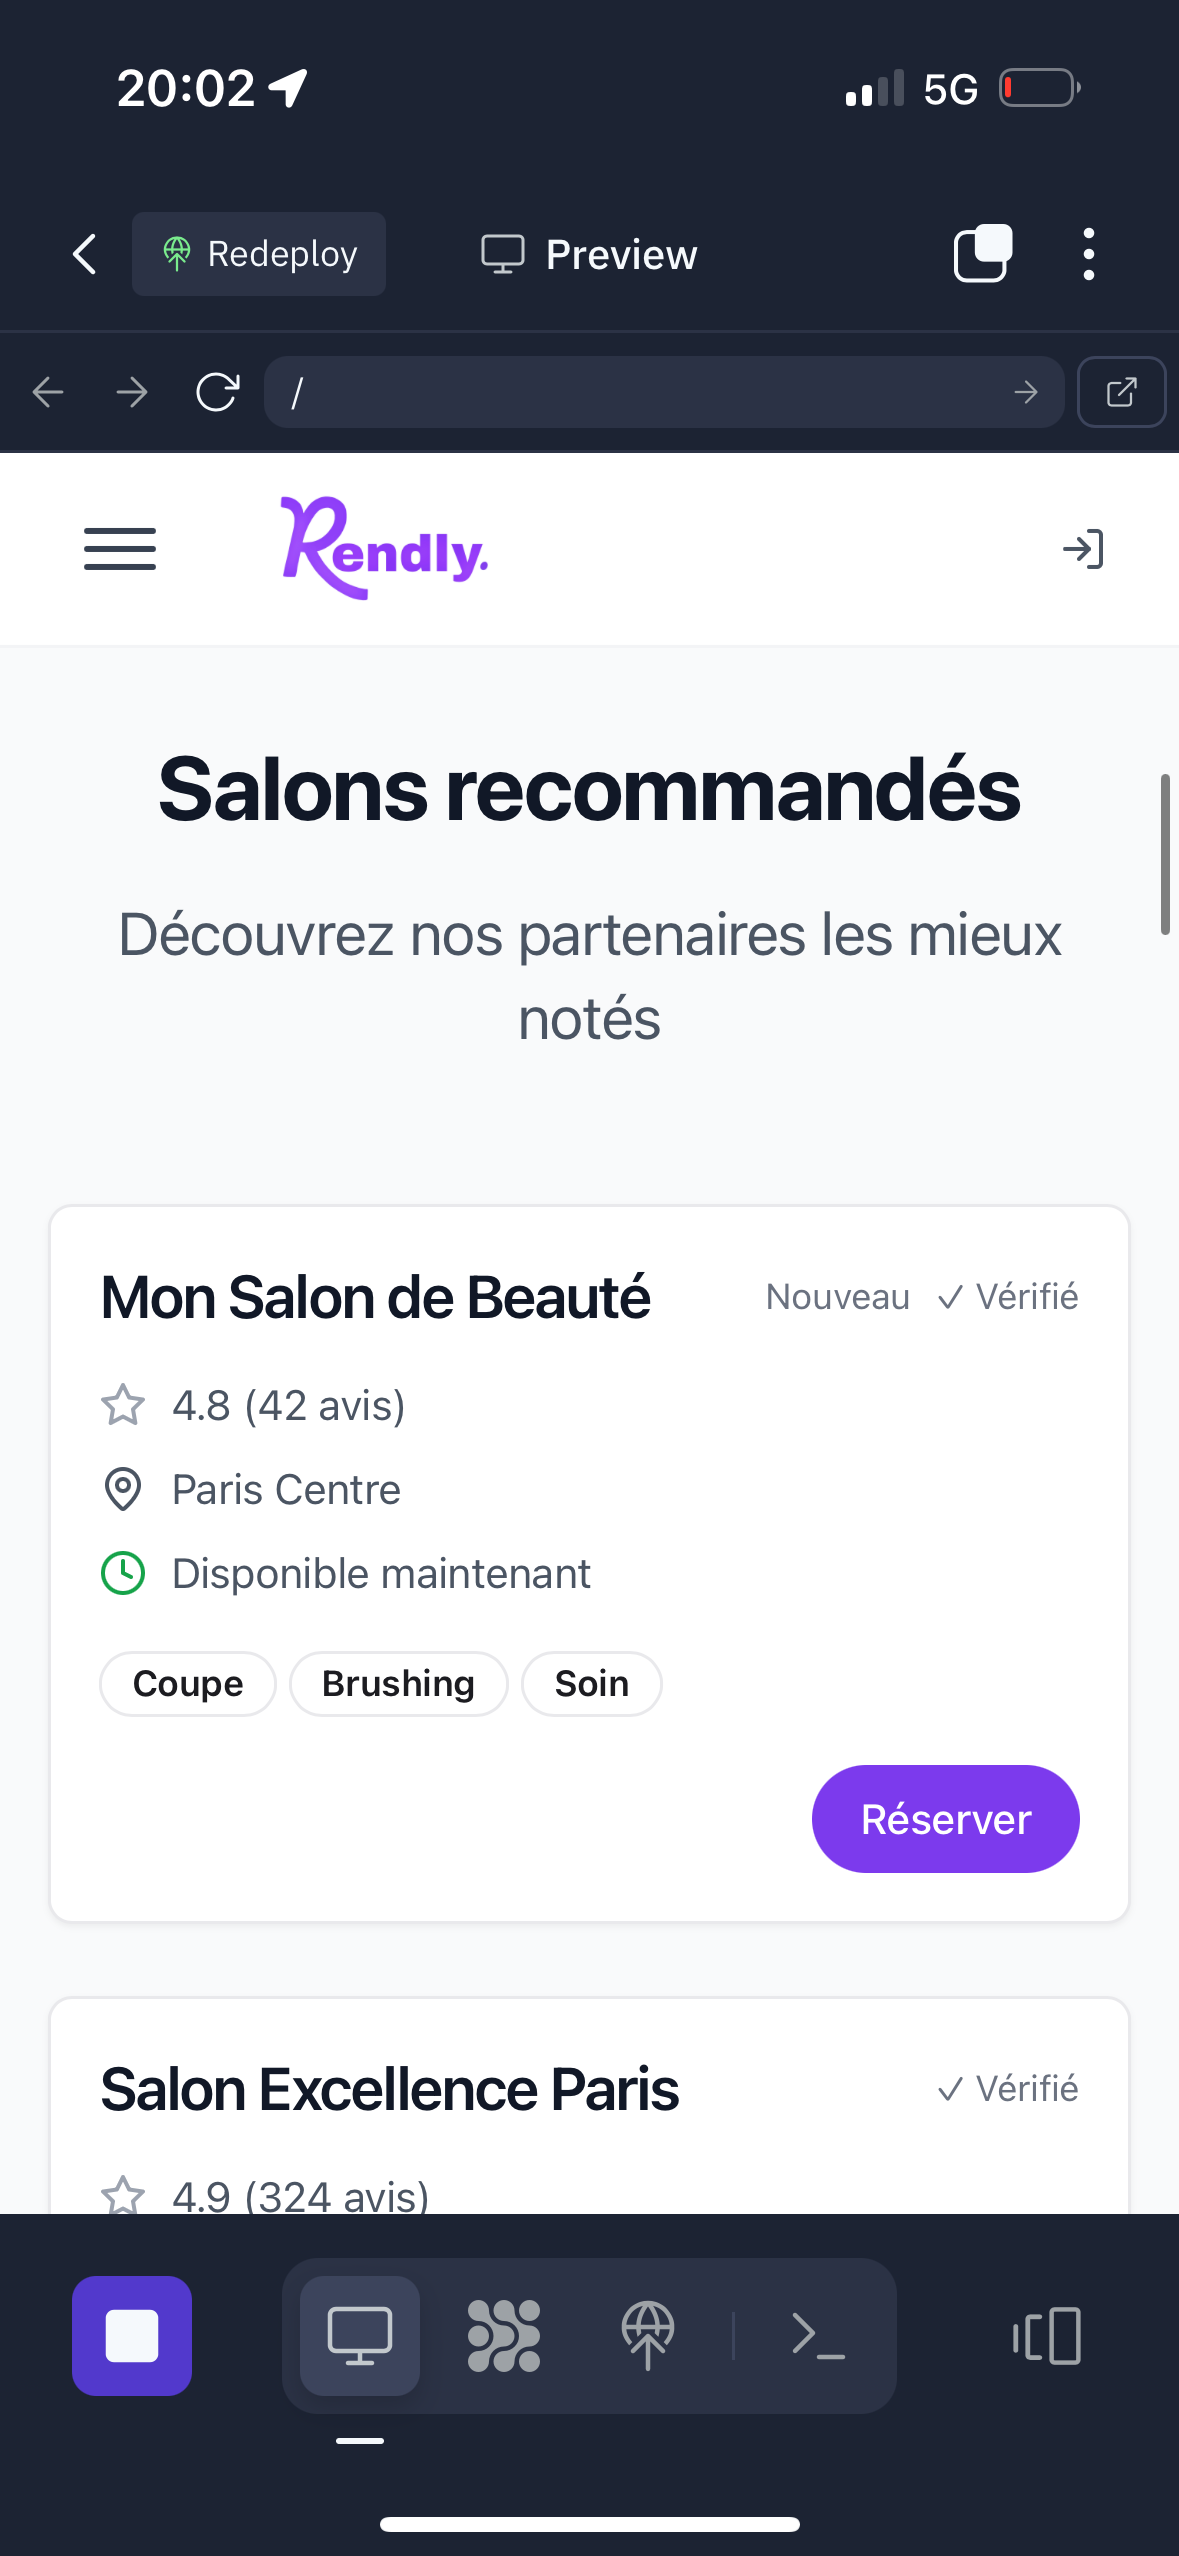 20:02
5G
Redeploy
Preview
/
Rendly.
Salons recommandés
Découvrez nos partenaires les mieux
notés
Mon Salon de Beauté
Nouveau ✓ Vérifié
4.8 (42 avis)
Paris Centre
Disponible maintenant
Coupe
Brushing
Soin
Réserver
Salon Excellence Paris
✓ Vérifié
4.9 (324 avis)